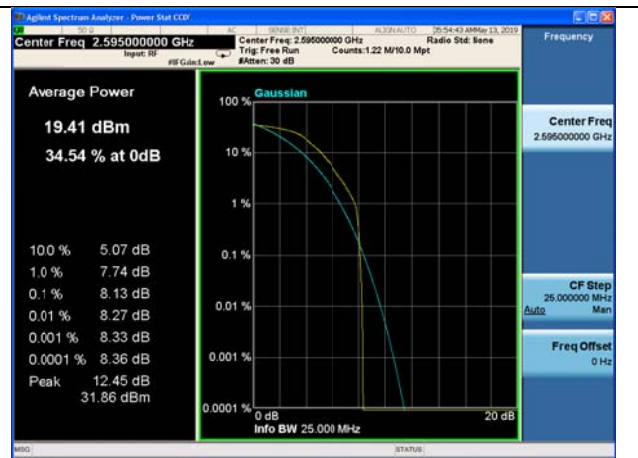 Agilent Spectrum Analyzer - Power Stat CCDF
50 Ω AC SENSE:INT ALIGN AUTO 05:54:43 AM May 13, 2019
Center Freq 2.595000000 GHz
Center Freq: 2.595000000 GHz Radio Std: None
Input: RF Trig: Free Run Counts:1.22 M/10.0 Mpt
#IFGain:Low #Atten: 30 dB
Frequency
Average Power
19.41 dBm
34.54 % at 0dB
10.0 % 5.07 dB
1.0 % 7.74 dB
0.1 % 8.13 dB
0.01 % 8.27 dB
0.001 % 8.33 dB
0.0001 % 8.36 dB
Peak 12.45 dB
31.86 dBm
Gaussian
100 %
10 %
1 %
0.1 %
0.01 %
0.001 %
0.0001 %
0 dB 20 dB
Info BW 25.000 MHz
Center Freq
2.595000000 GHz
CF Step
25.000000 MHz
Auto Man
Freq Offset
0 Hz
MSG STATUS